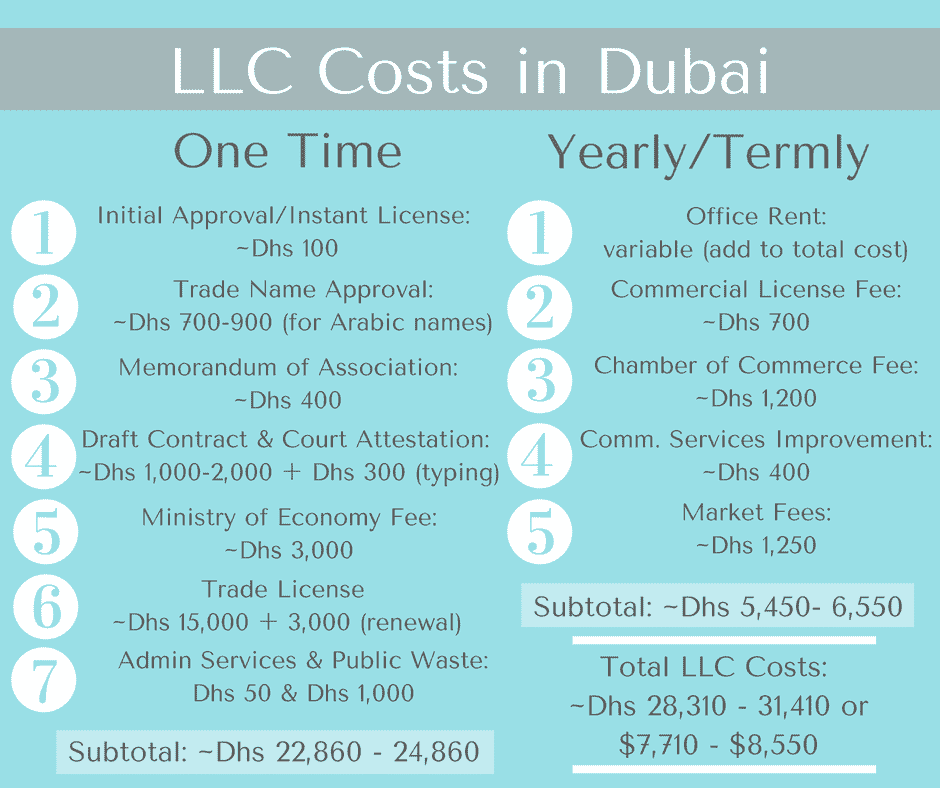 LLC Costs in Dubai
One Time
1
Initial Approval/Instant License:
~Dhs 100
2
Trade Name Approval:
~Dhs 700-900 (for Arabic names)
3
Memorandum of Association:
~Dhs 400
4
Draft Contract & Court Attestation:
~Dhs 1,000-2,000 + Dhs 300 (typing)
5
Ministry of Economy Fee:
~Dhs 3,000
6
Trade License
~Dhs 15,000 + 3,000 (renewal)
7
Admin Services & Public Waste:
Dhs 50 & Dhs 1,000
Subtotal: ~Dhs 22,860 - 24,860
Yearly/Termly
1
Office Rent:
variable (add to total cost)
2
Commercial License Fee:
~Dhs 700
3
Chamber of Commerce Fee:
~Dhs 1,200
4
Comm. Services Improvement:
~Dhs 400
5
Market Fees:
~Dhs 1,250
Subtotal: ~Dhs 5,450- 6,550
Total LLC Costs:
~Dhs 28,310 - 31,410 or
$7,710 - $8,550